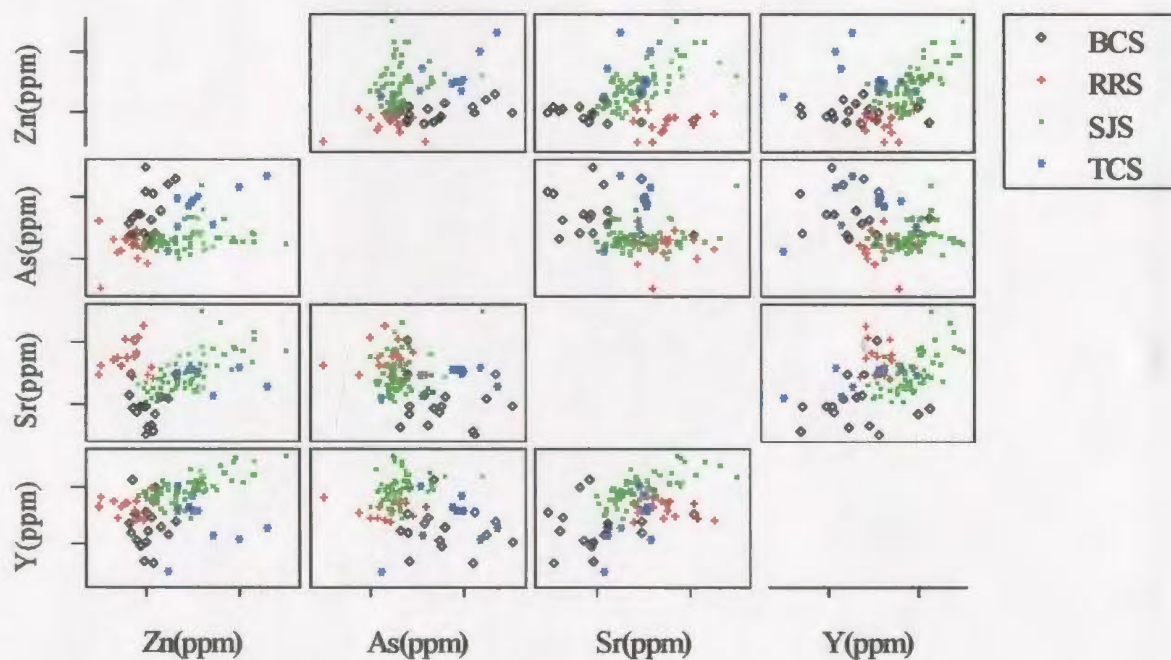 Zn(ppm)
As(ppm)
Sr(ppm)
Y(ppm)
BCS
RRS
SJS
TCS
Zn(ppm)
As(ppm)
Sr(ppm)
Y(ppm)